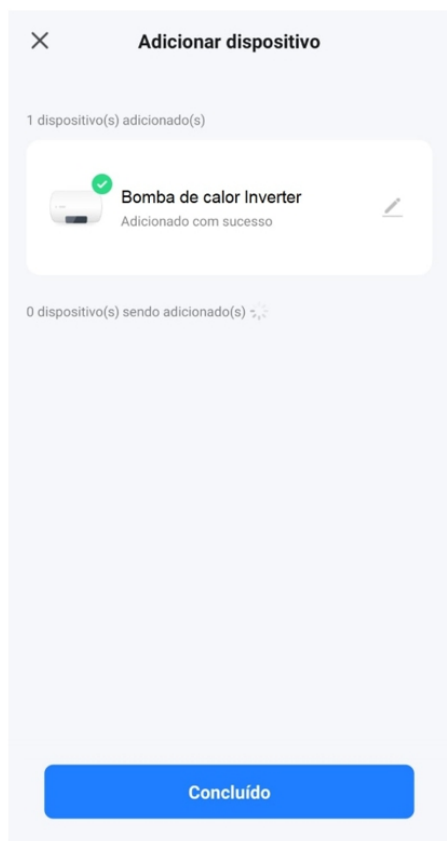 Adicionar dispositivo
1 dispositivo(s) adicionado(s)
Bomba de calor Inverter
Adicionado com sucesso
0 dispositivo(s) sendo adicionado(s)
Concluído